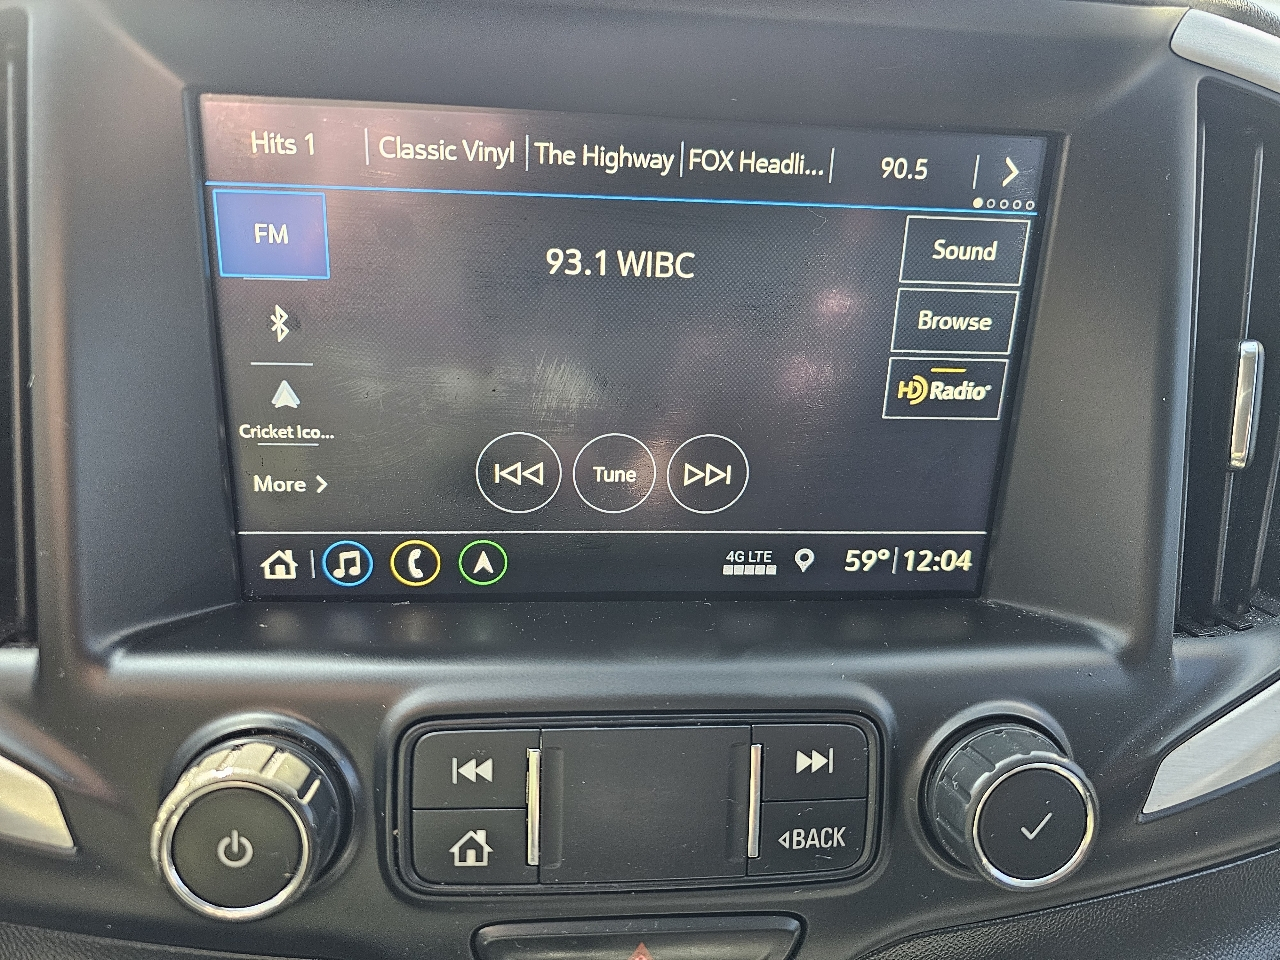 Hits 1
Classic Vinyl
The Highway
FOX Headli...
90.5
FM
93.1 WIBC
Sound
Browse
HD Radio
Cricket Ico...
More
Tune
4G LTE
59° 12:04
BACK